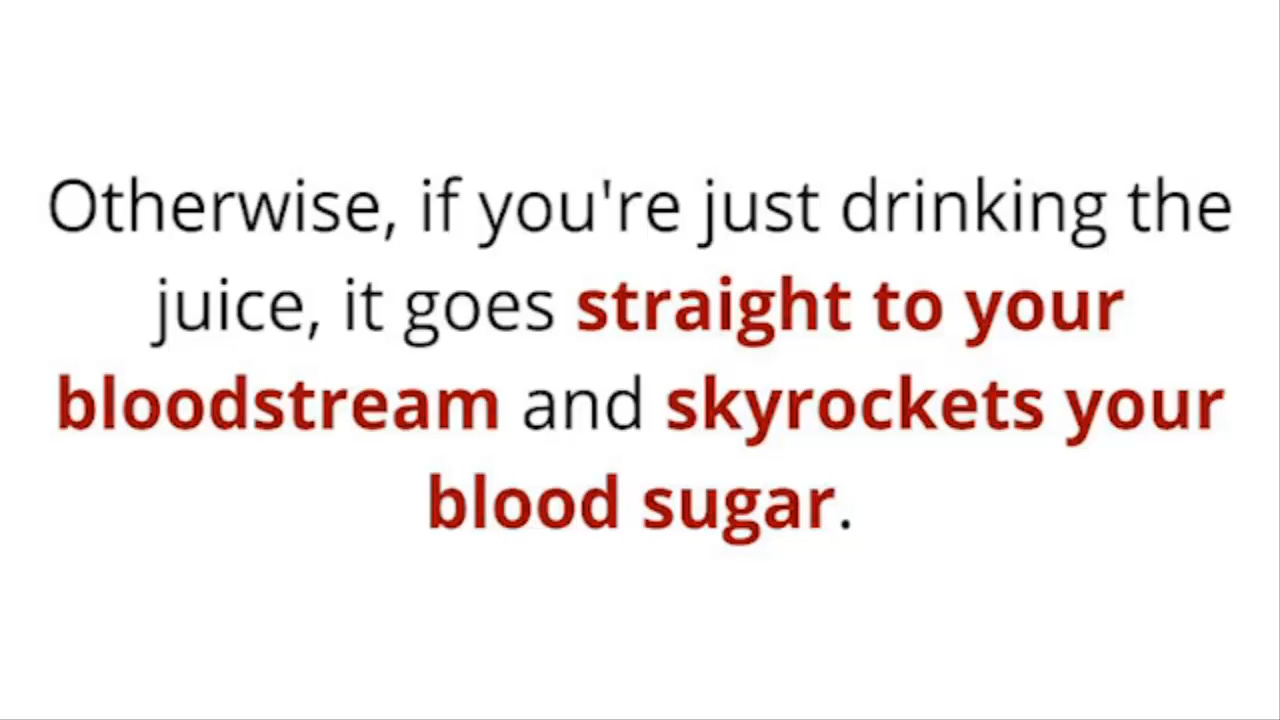 Otherwise, if you're just drinking the
juice, it goes straight to your
bloodstream and skyrockets your
blood sugar.